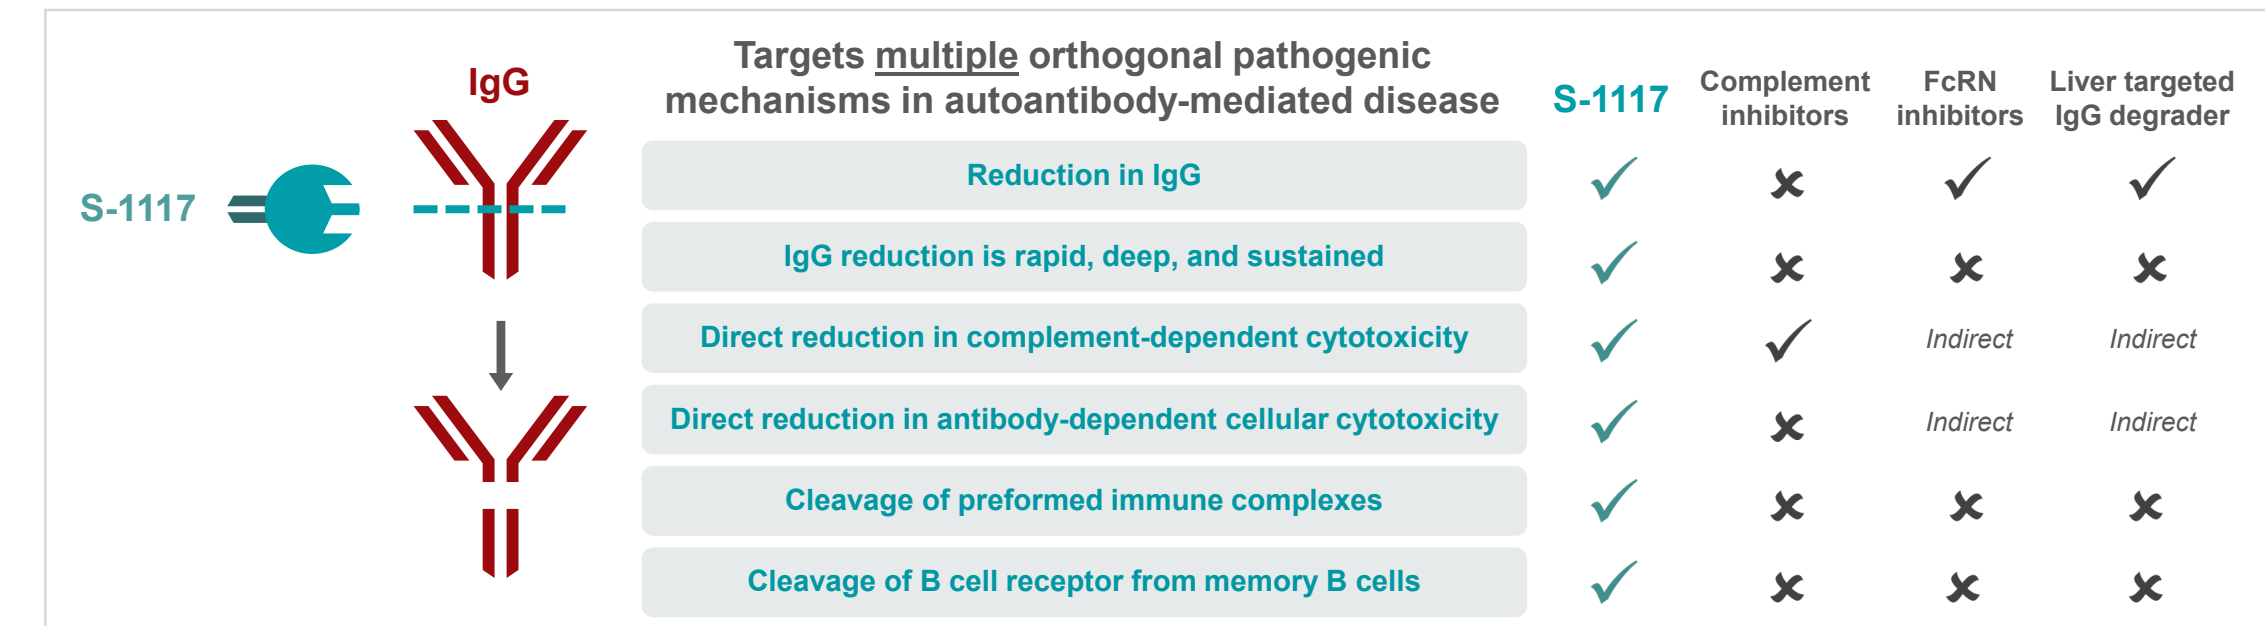 IgG
S-1117
Targets multiple orthogonal pathogenic
mechanisms in autoantibody-mediated disease
S-1117
Complement
inhibitors
FcRN
inhibitors
Liver targeted
IgG degrader
Reduction in IgG
IgG reduction is rapid, deep, and sustained
Direct reduction in complement-dependent cytotoxicity
Indirect
Indirect
Direct reduction in antibody-dependent cellular cytotoxicity
Indirect
Indirect
Cleavage of preformed immune complexes
Cleavage of B cell receptor from memory B cells